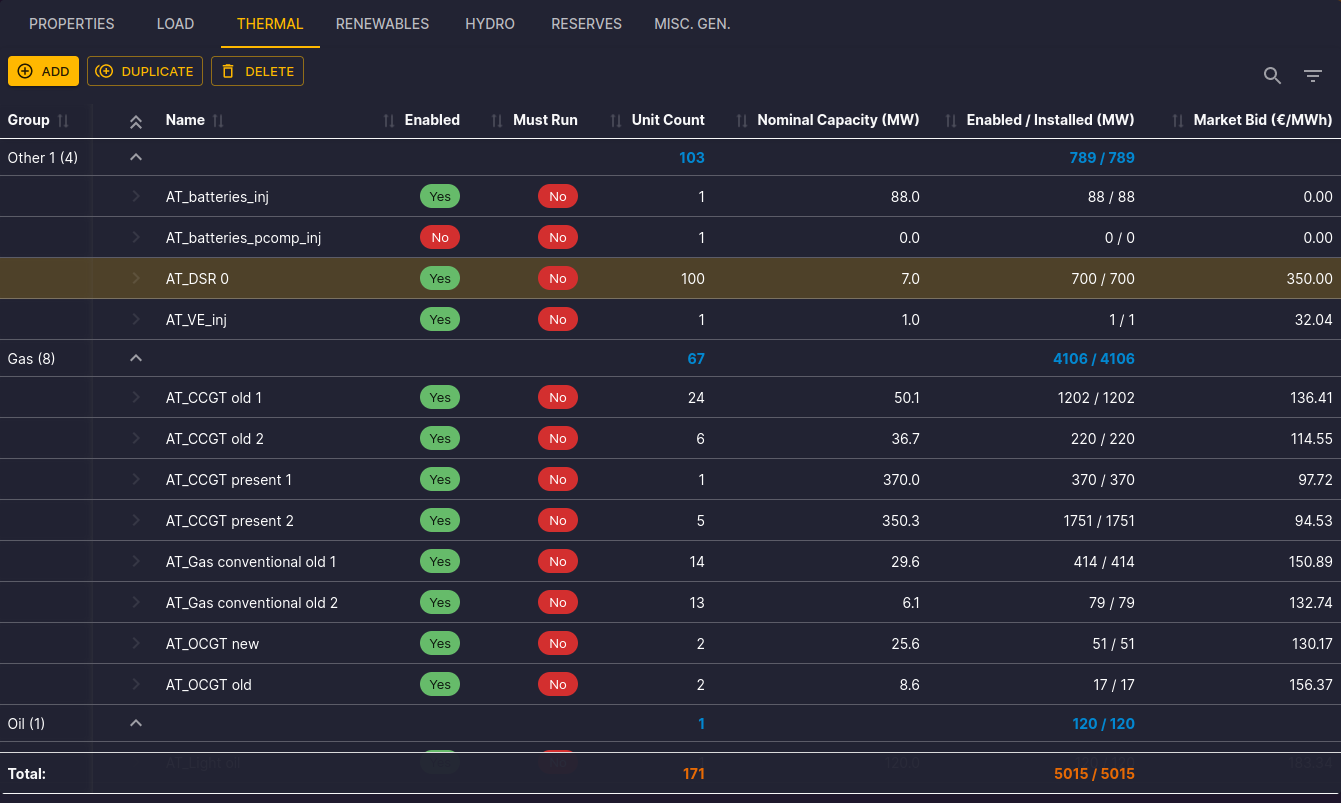 PROPERTIES LOAD THERMAL RENEWABLES HYDRO RESERVES MISC. GEN.
ADD DUPLICATE DELETE
Group Name Enabled Must Run Unit Count Nominal Capacity (MW) Enabled / Installed (MW) Market Bid (€/MWh)
Other 1 (4) 103 789 / 789
AT_batteries_inj Yes No 1 88.0 88 / 88 0.00
AT_batteries_pcomp_inj No No 1 0.0 0 / 0 0.00
AT_DSR 0 Yes No 100 7.0 700 / 700 350.00
AT_VE_inj Yes No 1 1.0 1 / 1 32.04
Gas (8) 67 4106 / 4106
AT_CCGT old 1 Yes No 24 50.1 1202 / 1202 136.41
AT_CCGT old 2 Yes No 6 36.7 220 / 220 114.55
AT_CCGT present 1 Yes No 1 370.0 370 / 370 97.72
AT_CCGT present 2 Yes No 5 350.3 1751 / 1751 94.53
AT_Gas conventional old 1 Yes No 14 29.6 414 / 414 150.89
AT_Gas conventional old 2 Yes No 13 6.1 79 / 79 132.74
AT_OCGT new Yes No 2 25.6 51 / 51 130.17
AT_OCGT old Yes No 2 8.6 17 / 17 156.37
Oil (1) 1 120 / 120
AT_Light oil No 120.0
Total: 171 5015 / 5015